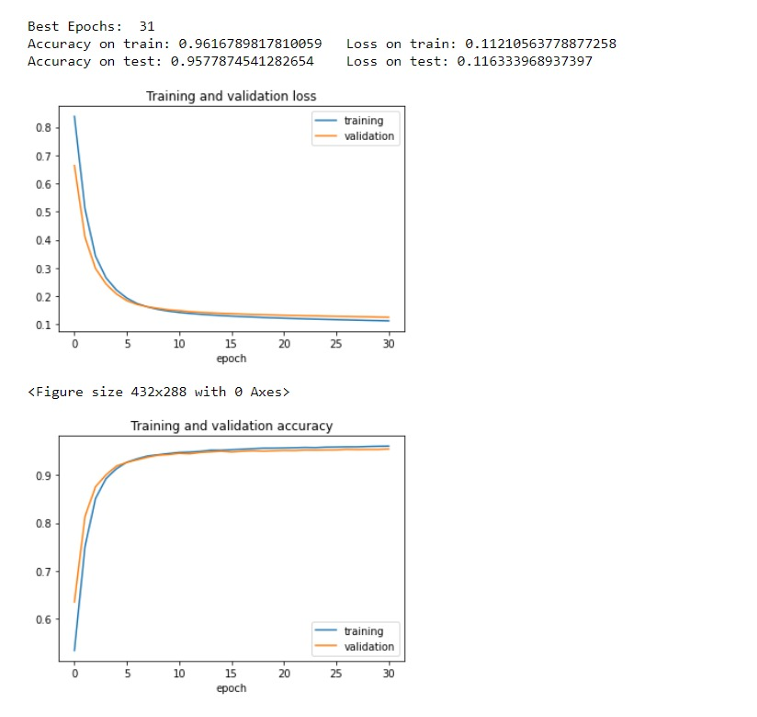 Best Epochs:  31
Accuracy on train: 0.9616789817810059   Loss on train: 0.11210563778877258
Accuracy on test: 0.9577874541282654    Loss on test: 0.116333968937397
Training and validation loss
training
validation
0.8
0.7
0.6
0.5
0.4
0.3
0.2
0.1
0 5 10 15 20 25 30
epoch
<Figure size 432x288 with 0 Axes>
Training and validation accuracy
0.9
0.8
0.7
0.6
training
validation
0 5 10 15 20 25 30
epoch